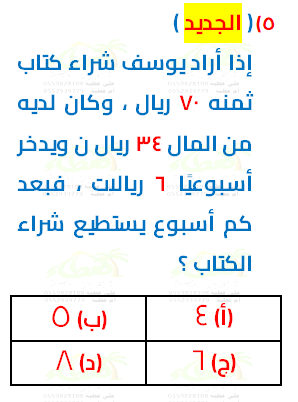 ٥) ( الجديد )
إذا أراد يوسف شراء كتاب
ثمنه ٧٠ ريال ، وكان لديه
من المال ٣٤ ريال ن ويدخر
أسبوعيًا ٦ ريالات ، فبعد
كم أسبوع يستطيع شراء
الكتاب ؟
(أ) ٤ (ب) ٥
(ج) ٦ (د) ٨